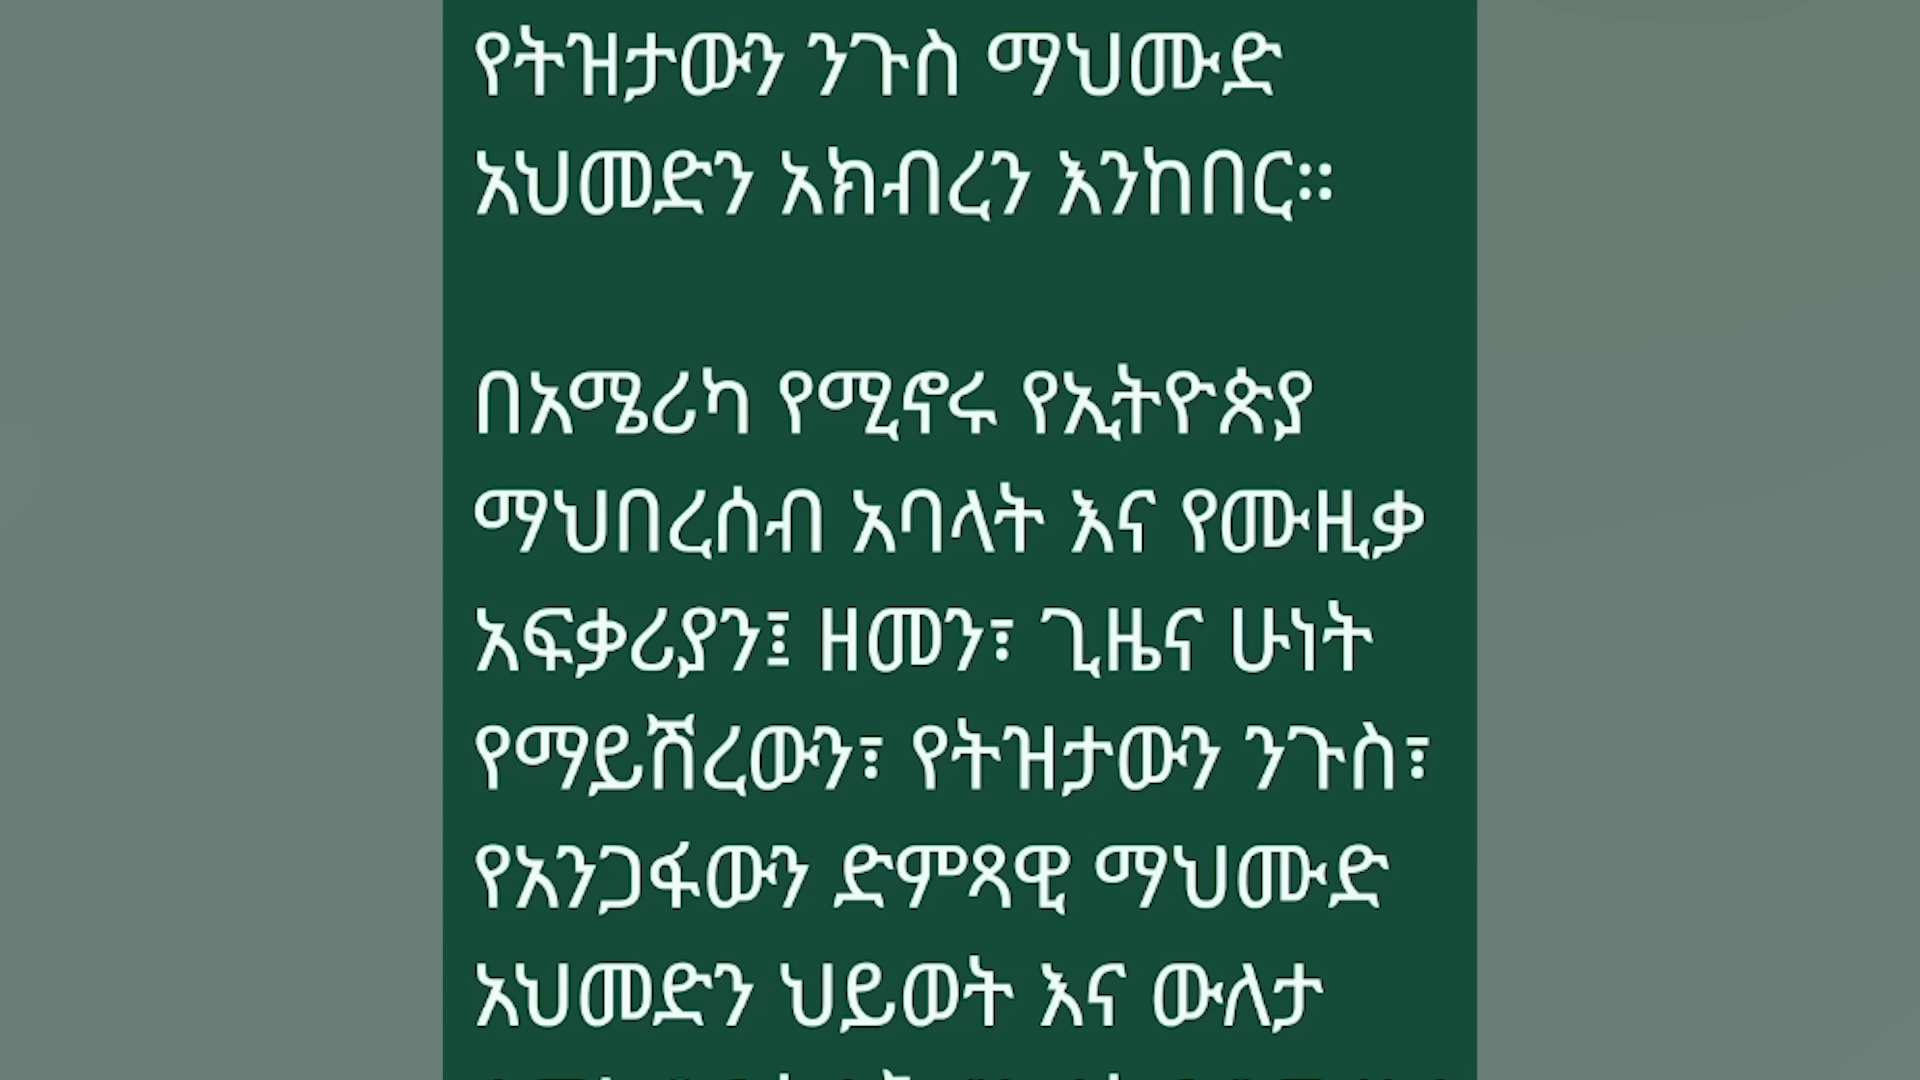 የትዝታውን ንጉስ ማህሙድ
አህመድን አክብረን እንከበር።
በአሜሪካ የሚኖሩ የኢትዮጵያ
ማህበረሰብ አባላት እና የሙዚቃ
አፍቃሪያን፤ ዘመን፣ ጊዜና ሁነት
የማይሽረውን፣ የትዝታውን ንጉስ፣
የአንጋፋውን ድምጻዊ ማህሙድ
አህመድን ህይወት እና ውለታ